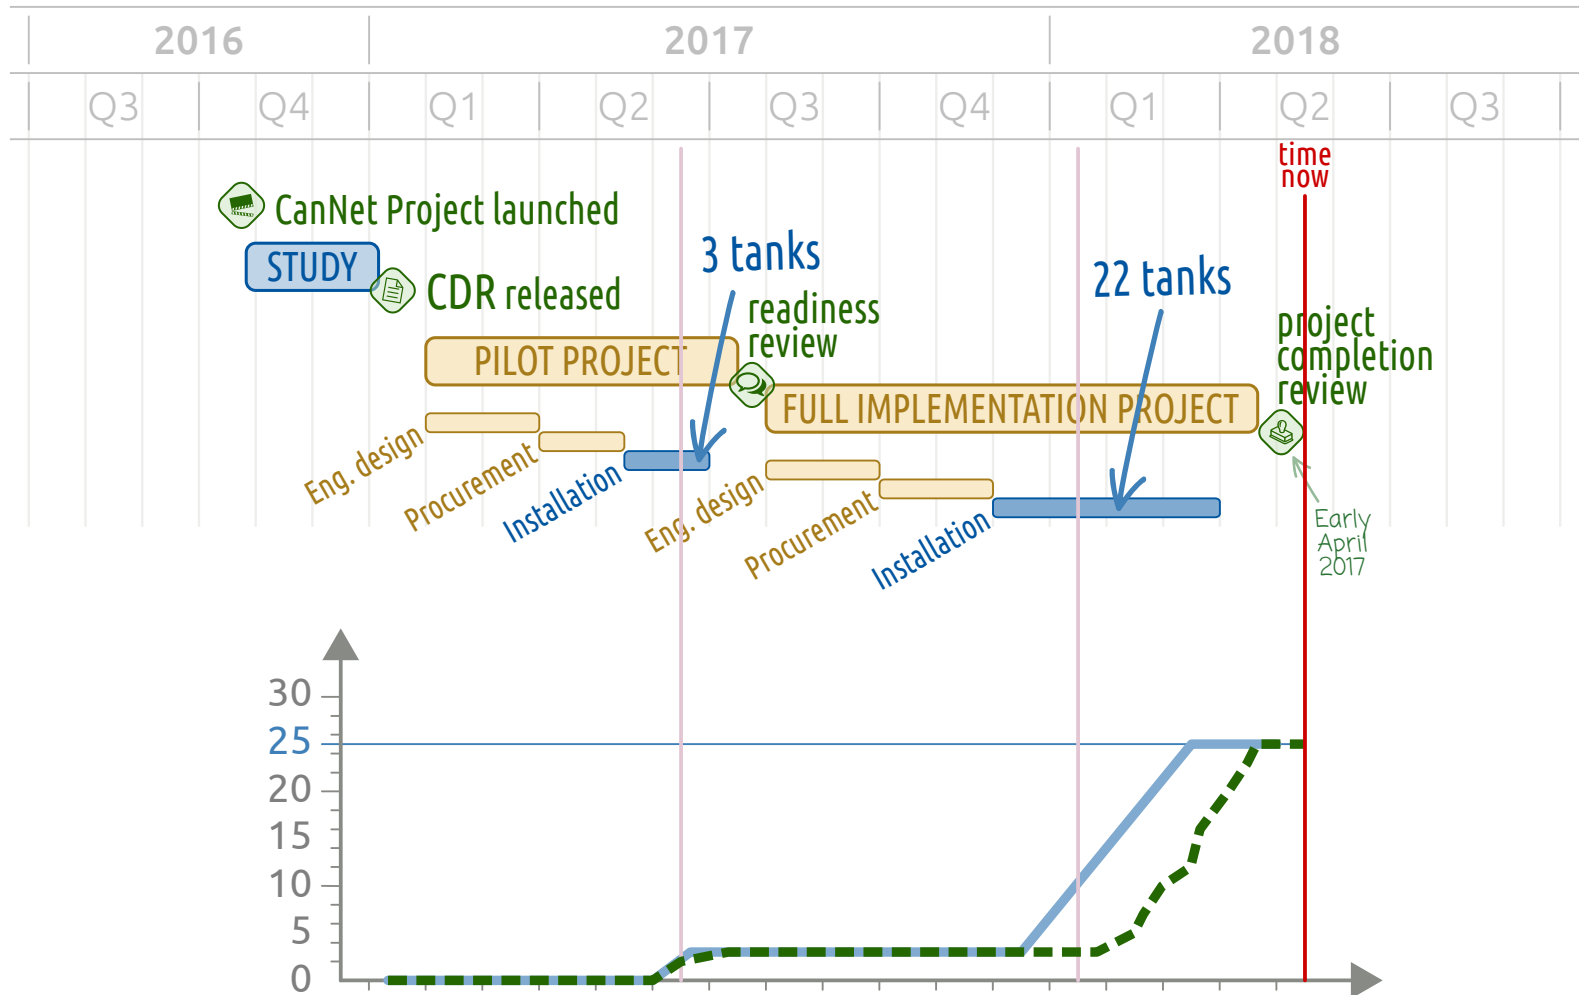 2016 2017 2018
Q3 Q4 Q1 Q2 Q3 Q4 Q1 Q2 Q3
time
now
CanNet Project launched
STUDY
CDR released
3 tanks
22 tanks
readiness
review
project
completion
review
PILOT PROJECT
FULL IMPLEMENTATION PROJECT
Eng. design
Procurement
Installation
Eng. design
Procurement
Installation
Early
April
2017
30
25
20
15
10
5
0